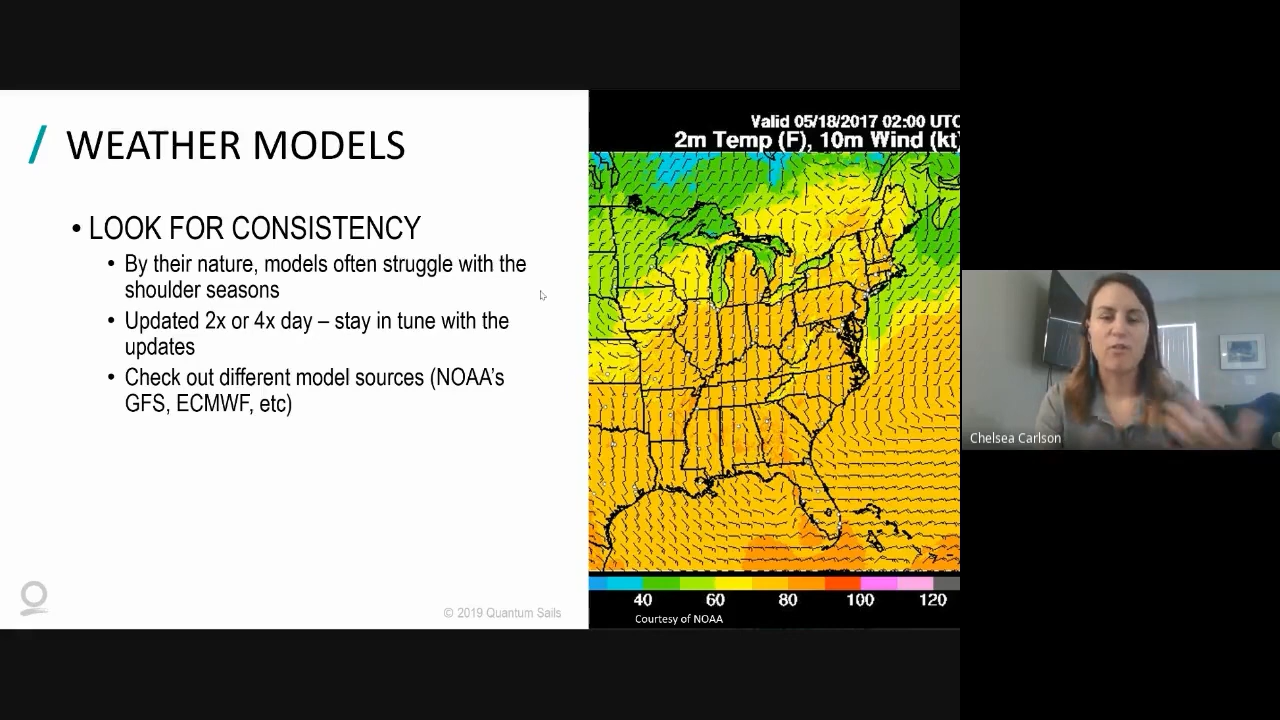 / WEATHER MODELS
• LOOK FOR CONSISTENCY
• By their nature, models often struggle with the
shoulder seasons
• Updated 2x or 4x day – stay in tune with the
updates
• Check out different model sources (NOAA's
GFS, ECMWF, etc)
© 2019 Quantum Sails
Valid 05/18/2017 02:00 UTC
2m Temp (F), 10m Wind (kt)
40 60 80 100 120
Courtesy of NOAA
Chelsea Carlson